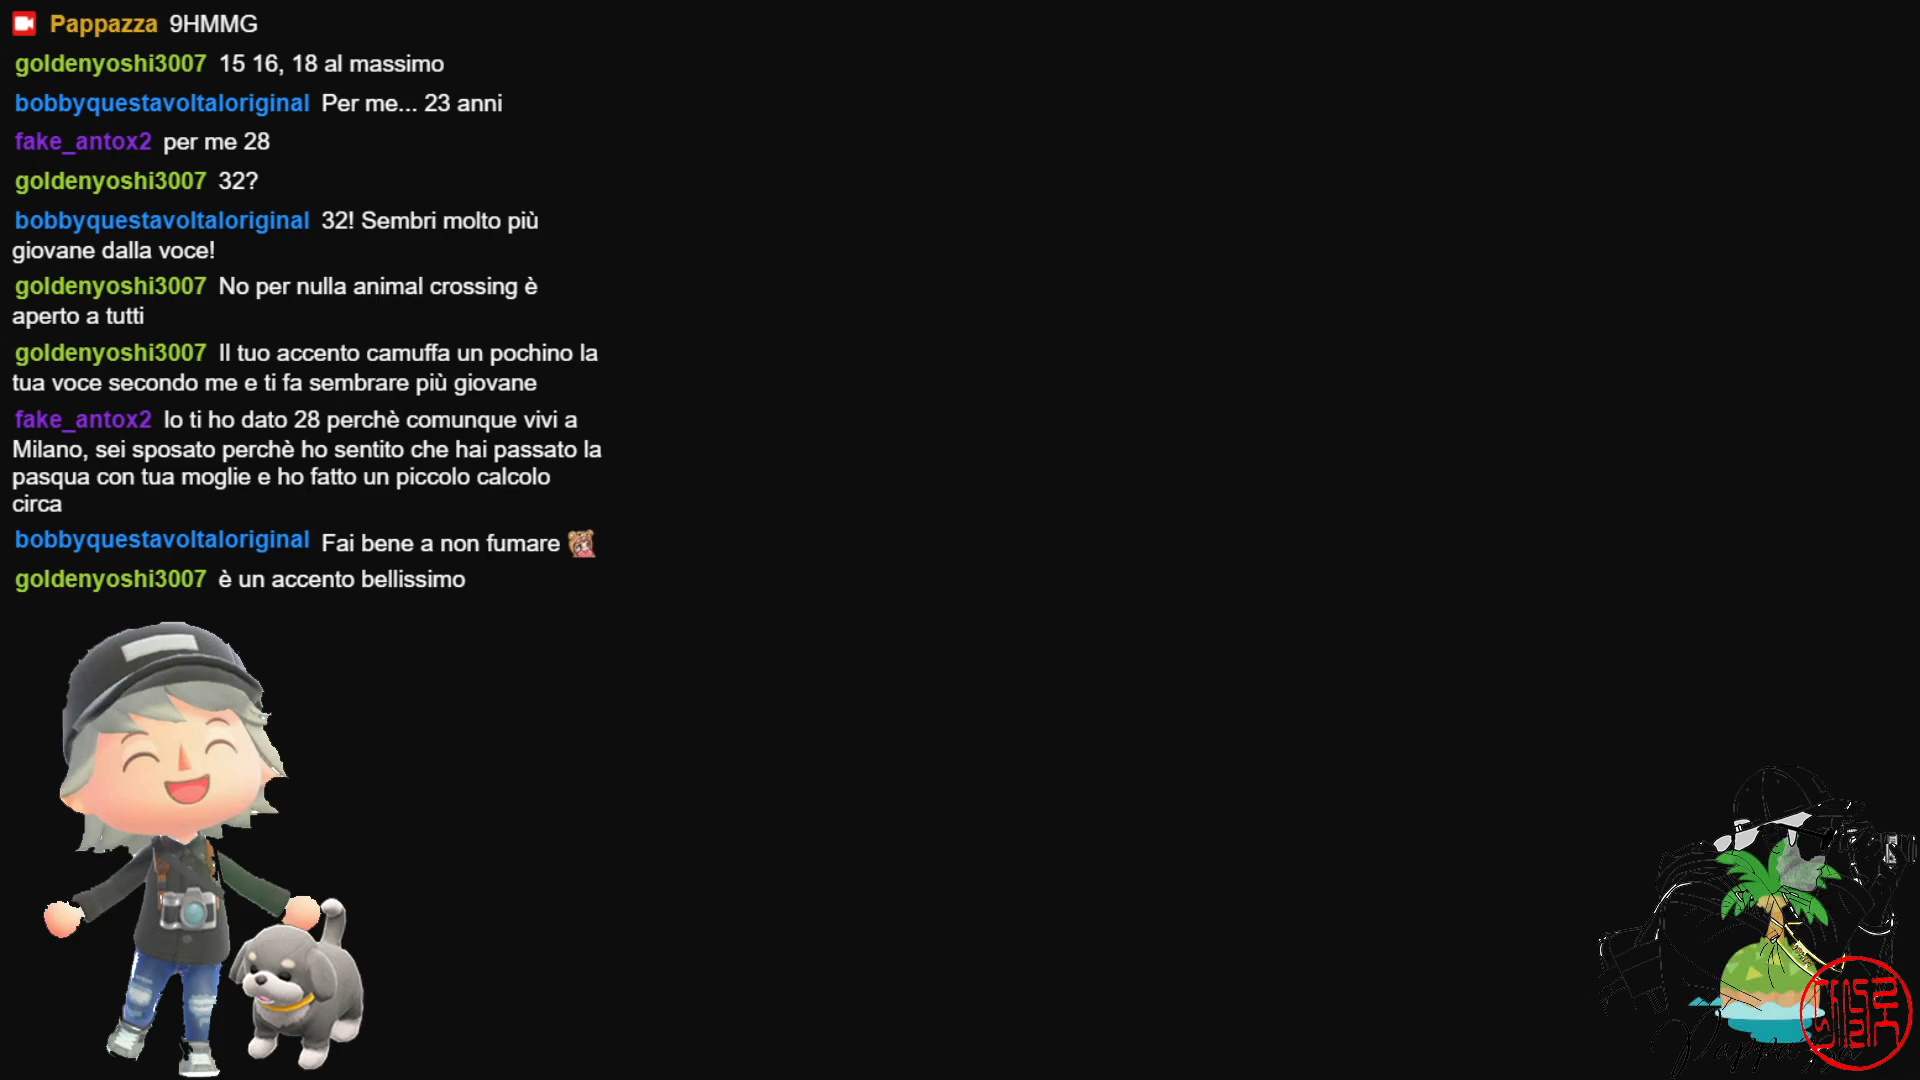 Pappazza 9HMMG
goldenyoshi3007 15 16, 18 al massimo
bobbyquestavoltaloriginal Per me... 23 anni
fake_antox2 per me 28
goldenyoshi3007 32?
bobbyquestavoltaloriginal 32! Sembri molto più
giovane dalla voce!
goldenyoshi3007 No per nulla animal crossing è
aperto a tutti
goldenyoshi3007 Il tuo accento camuffa un pochino la
tua voce secondo me e ti fa sembrare più giovane
fake_antox2 Io ti ho dato 28 perchè comunque vivi a
Milano, sei sposato perchè ho sentito che hai passato la
pasqua con tua moglie e ho fatto un piccolo calcolo
circa
bobbyquestavoltaloriginal Fai bene a non fumare
goldenyoshi3007 è un accento bellissimo